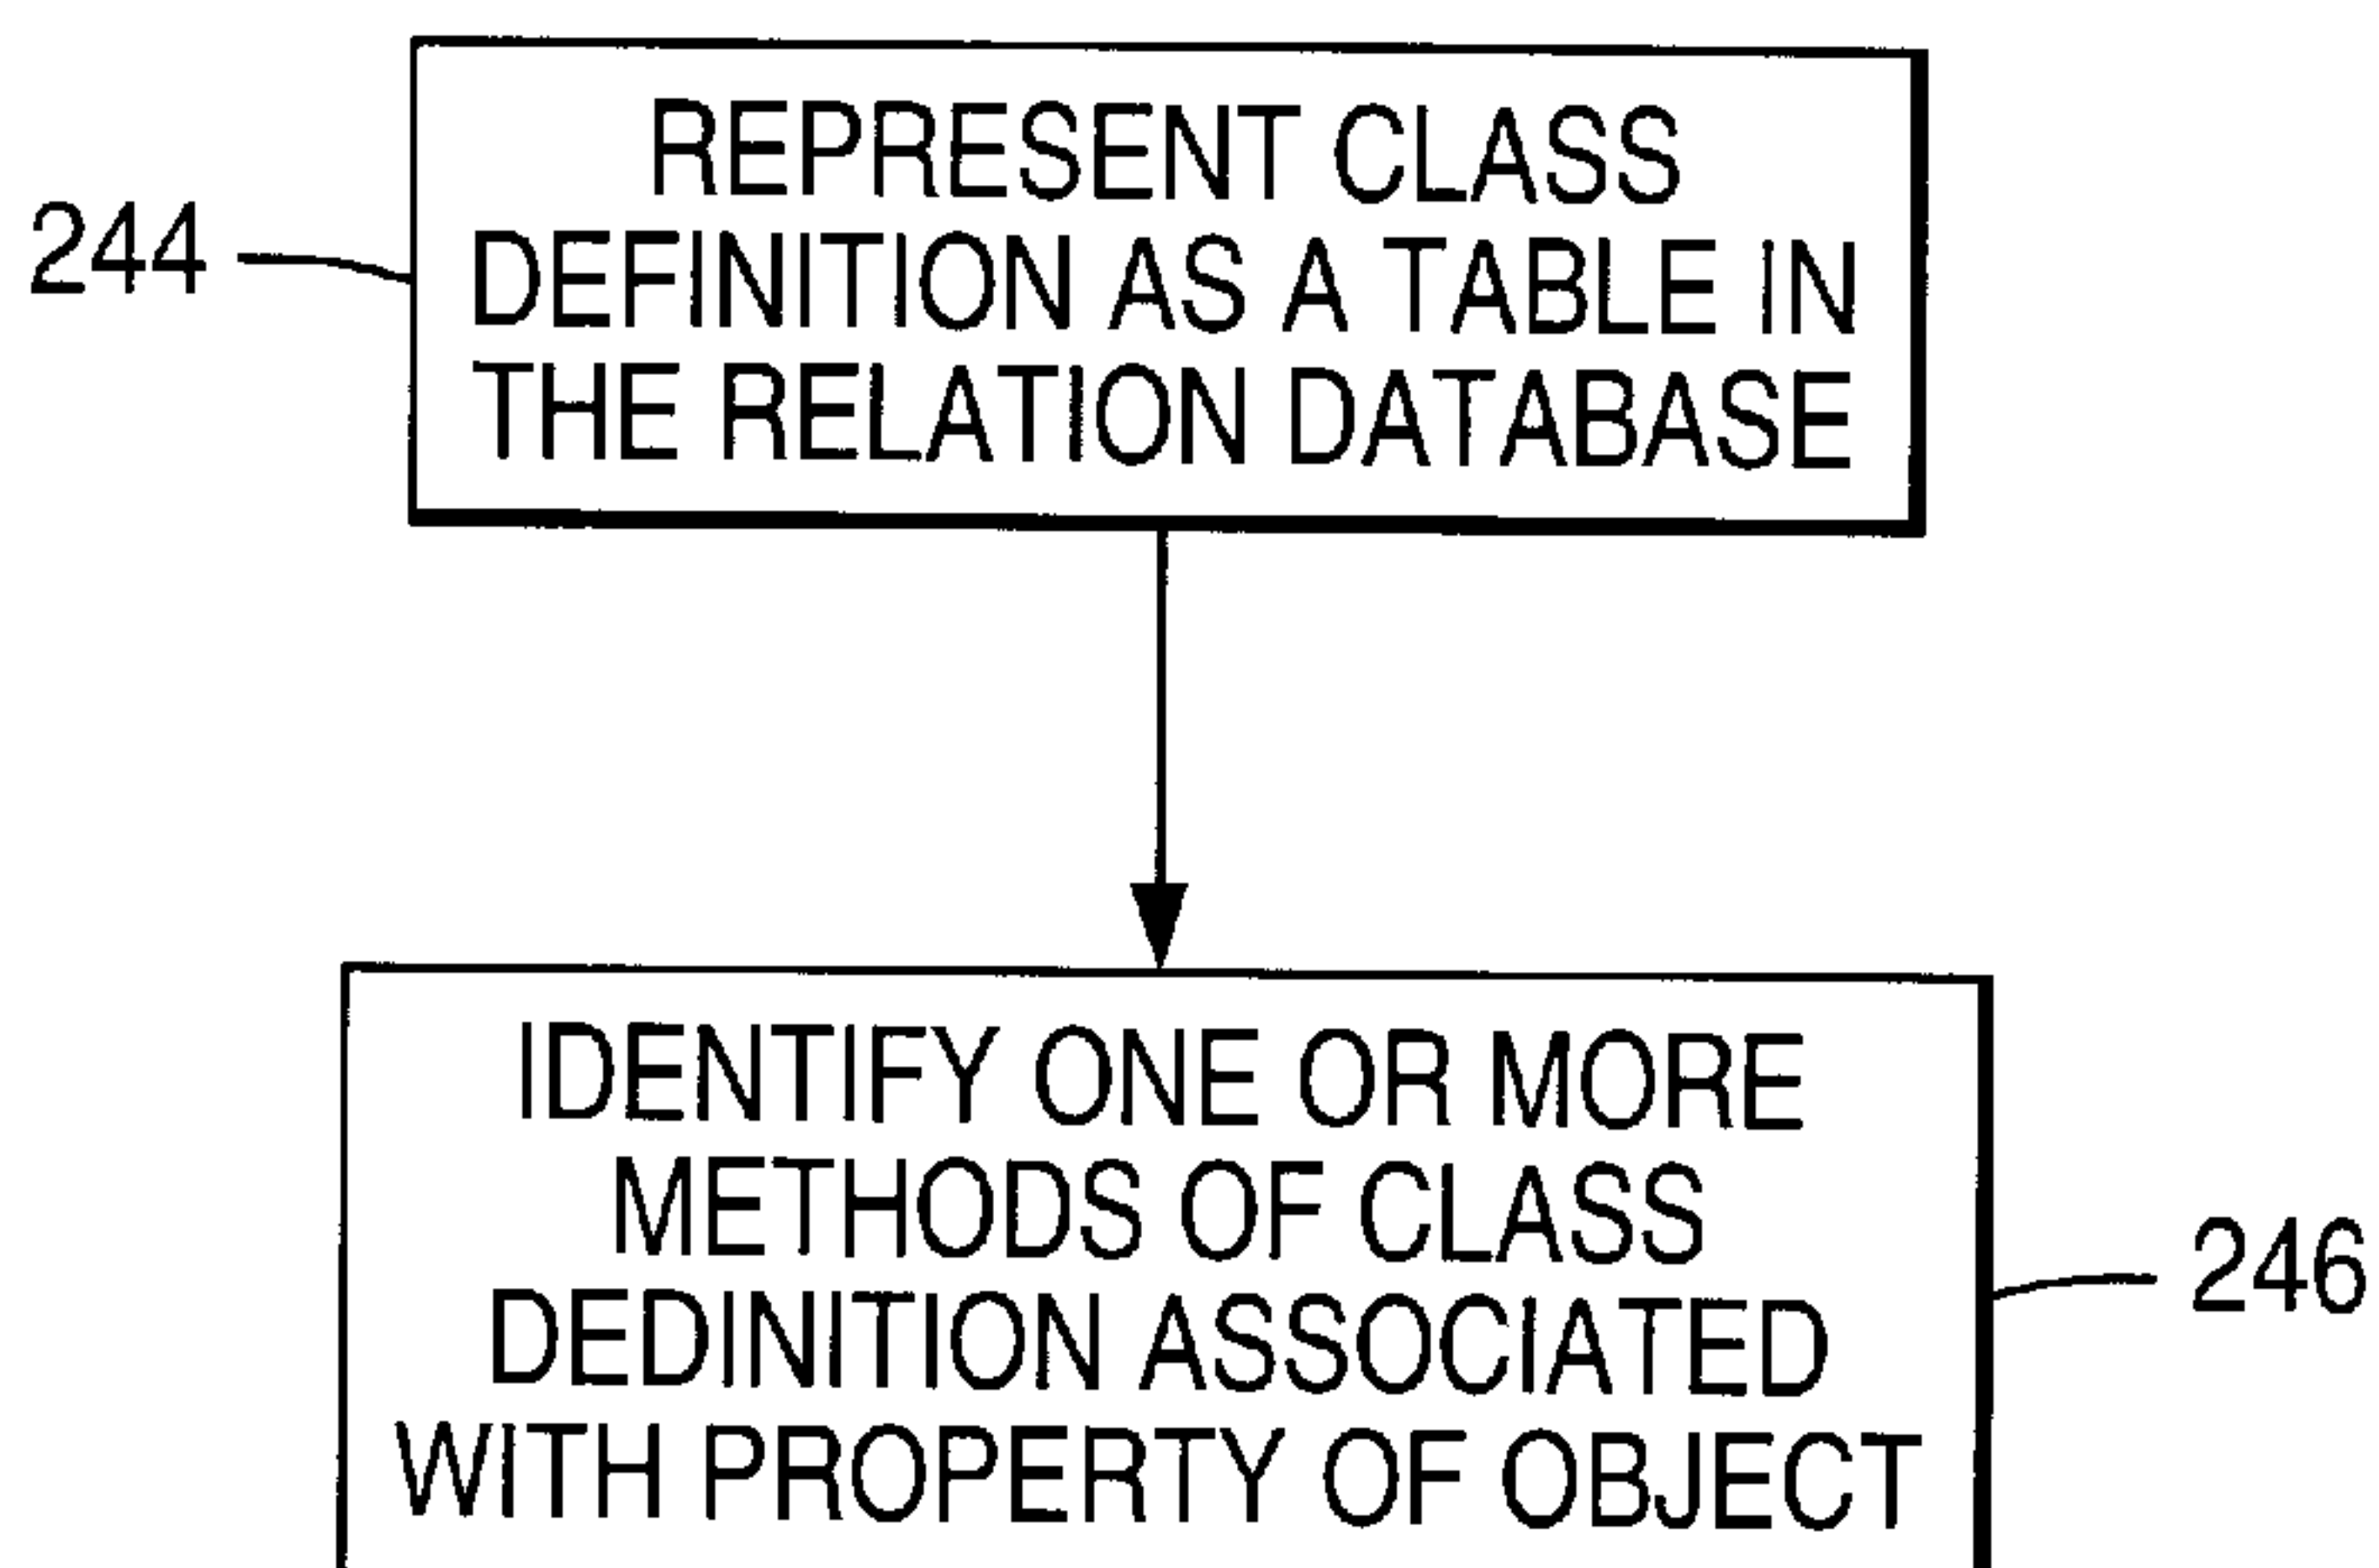 REPRESENT CLASS
244
DEFINITION AS A TABLE IN
THE RELATION DATABASE
IDENTIFY ONE OR MORE
METHODS OF CLASS
246
DEDINITION ASSOCIATED
WITH PROPERTY OF OBJECT